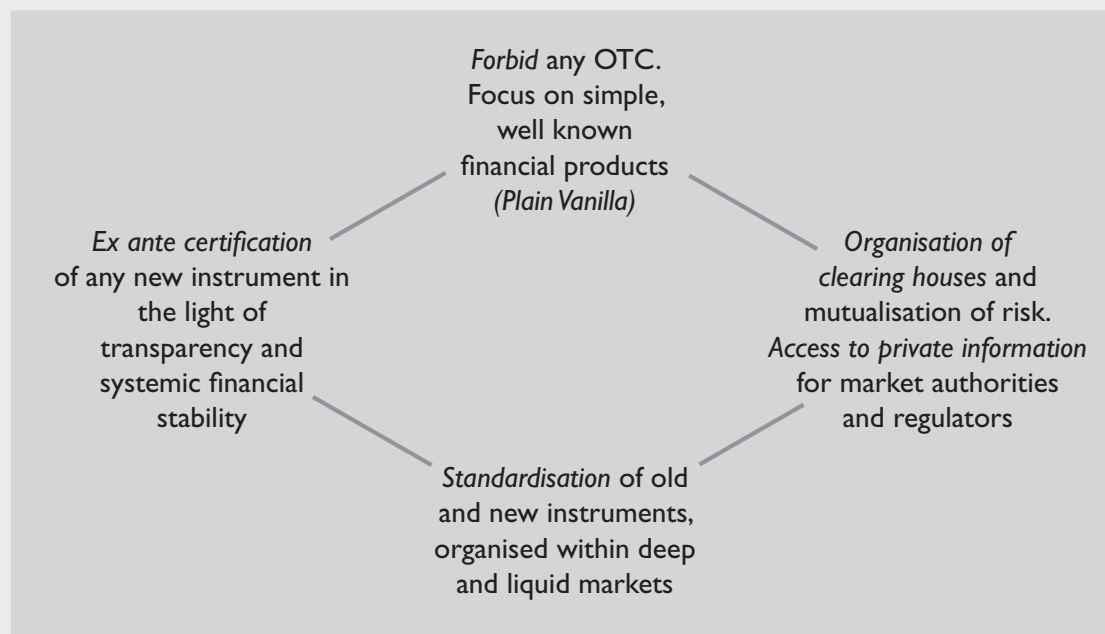 Forbid any OTC.
Focus on simple,
well known
financial products
(Plain Vanilla)
Ex ante certification
of any new instrument in
the light of
transparency and
systemic financial
stability
Organisation of
clearing houses and
mutualisation of risk.
Access to private information
for market authorities
and regulators
Standardisation of old
and new instruments,
organised within deep
and liquid markets